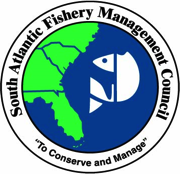 South Atlantic Fishery Management Council
"To Conserve and Manage"